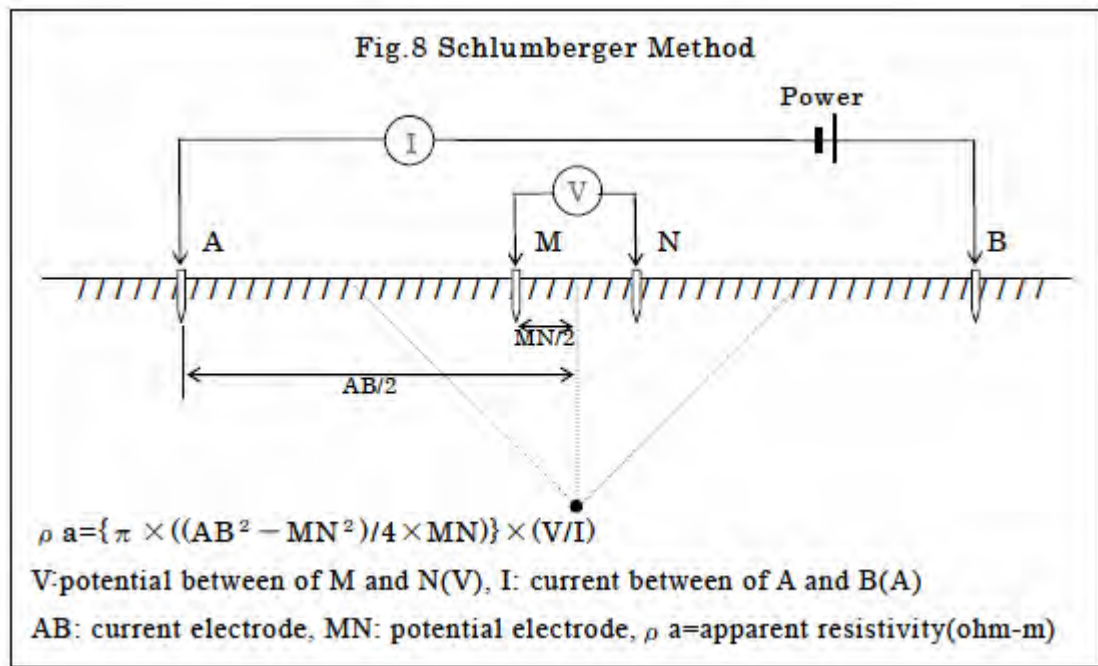 Fig.8 Schlumberger Method
Power
I
V
A
M
N
B
MN/2
AB/2
ρ a={π ×((AB²－MN²)/4×MN)}×(V/I)
V:potential between of M and N(V), I: current between of A and B(A)
AB: current electrode, MN: potential electrode, ρ a=apparent resistivity(ohm-m)